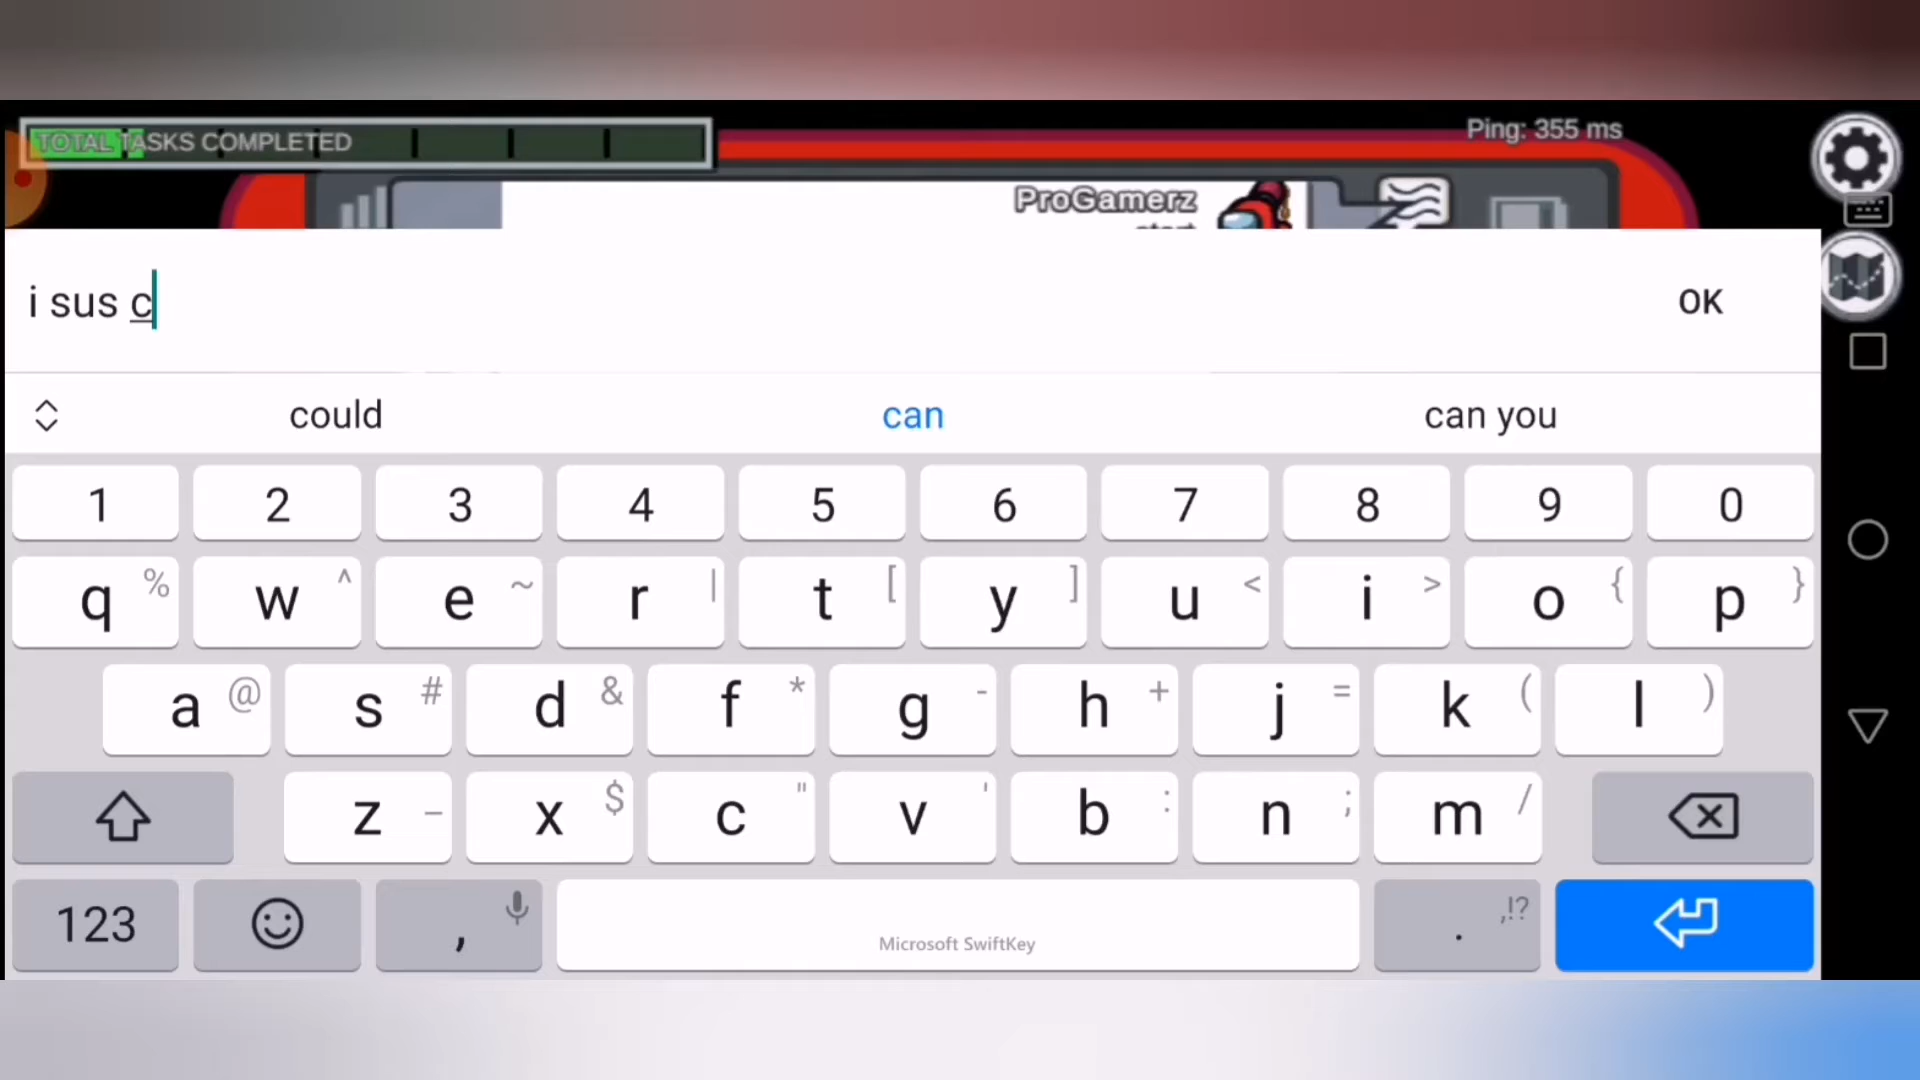 TOTAL TASKS COMPLETED
Ping: 355 ms
ProGamerz
i sus c
OK
could can can you
1 2 3 4 5 6 7 8 9 0
q % w ^ e ~ r | t [ y ] u < i > o { p }
a @ s # d & f * g - h + j = k ( l )
z _ x $ c " v ' b : n ; m /
123 , . ,!?
Microsoft SwiftKey